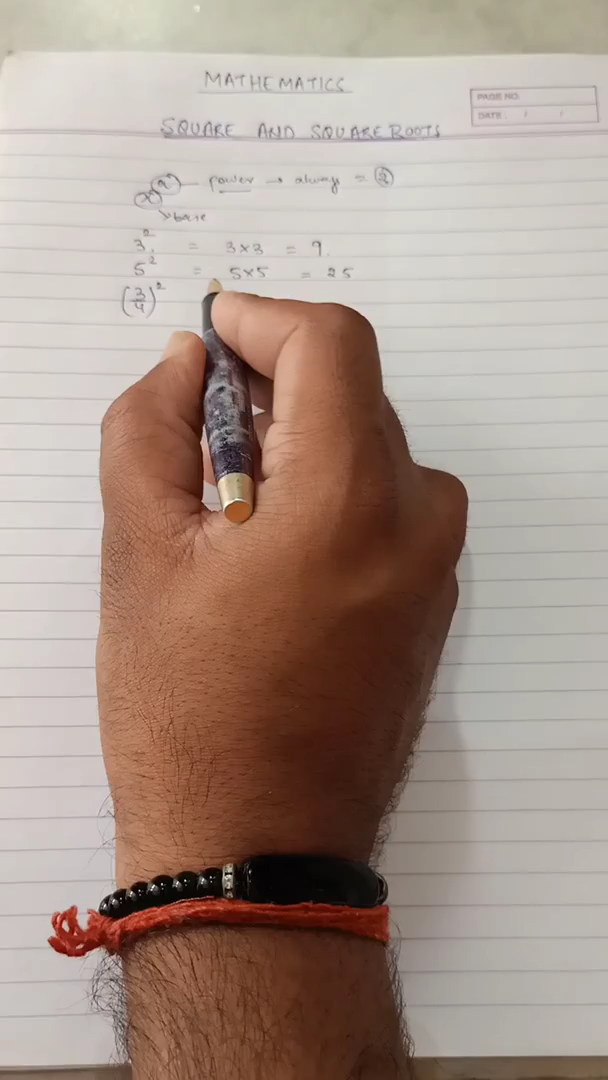 MATHEMATICS
PAGE NO.
DATE: / /
SQUARE AND SQUARE ROOTS
x² – power → always = 2
base
3² = 3×3 = 9.
5² = 5×5 = 25
(3/4)²